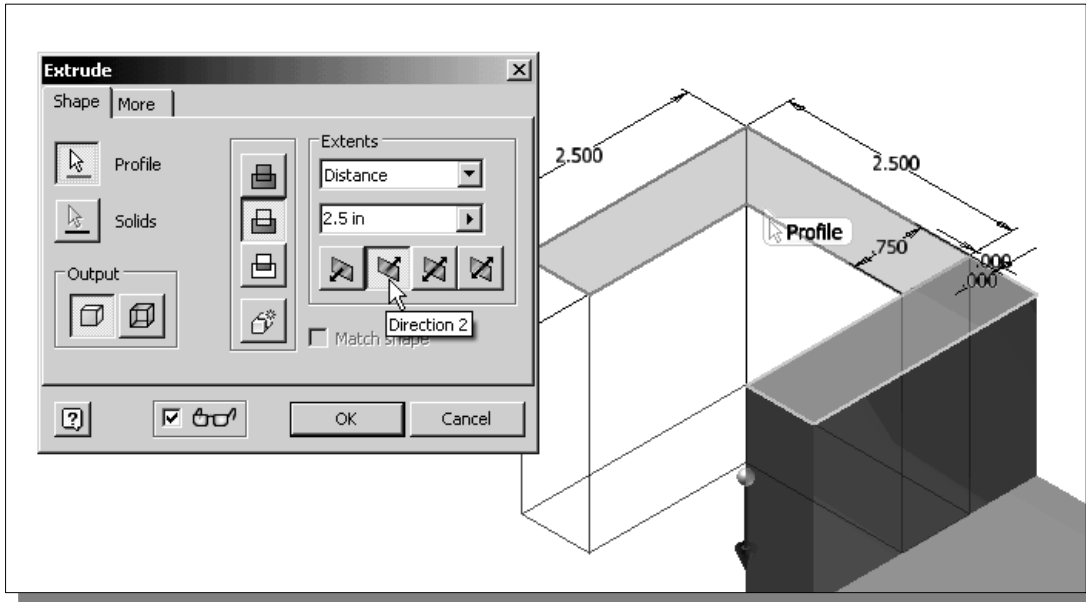 Extrude
Shape More
Profile
Solids
Output
Extents
Distance
2.5 in
Direction 2
Match shape
OK
Cancel
2.500
2.500
Profile
.750
.000
.000